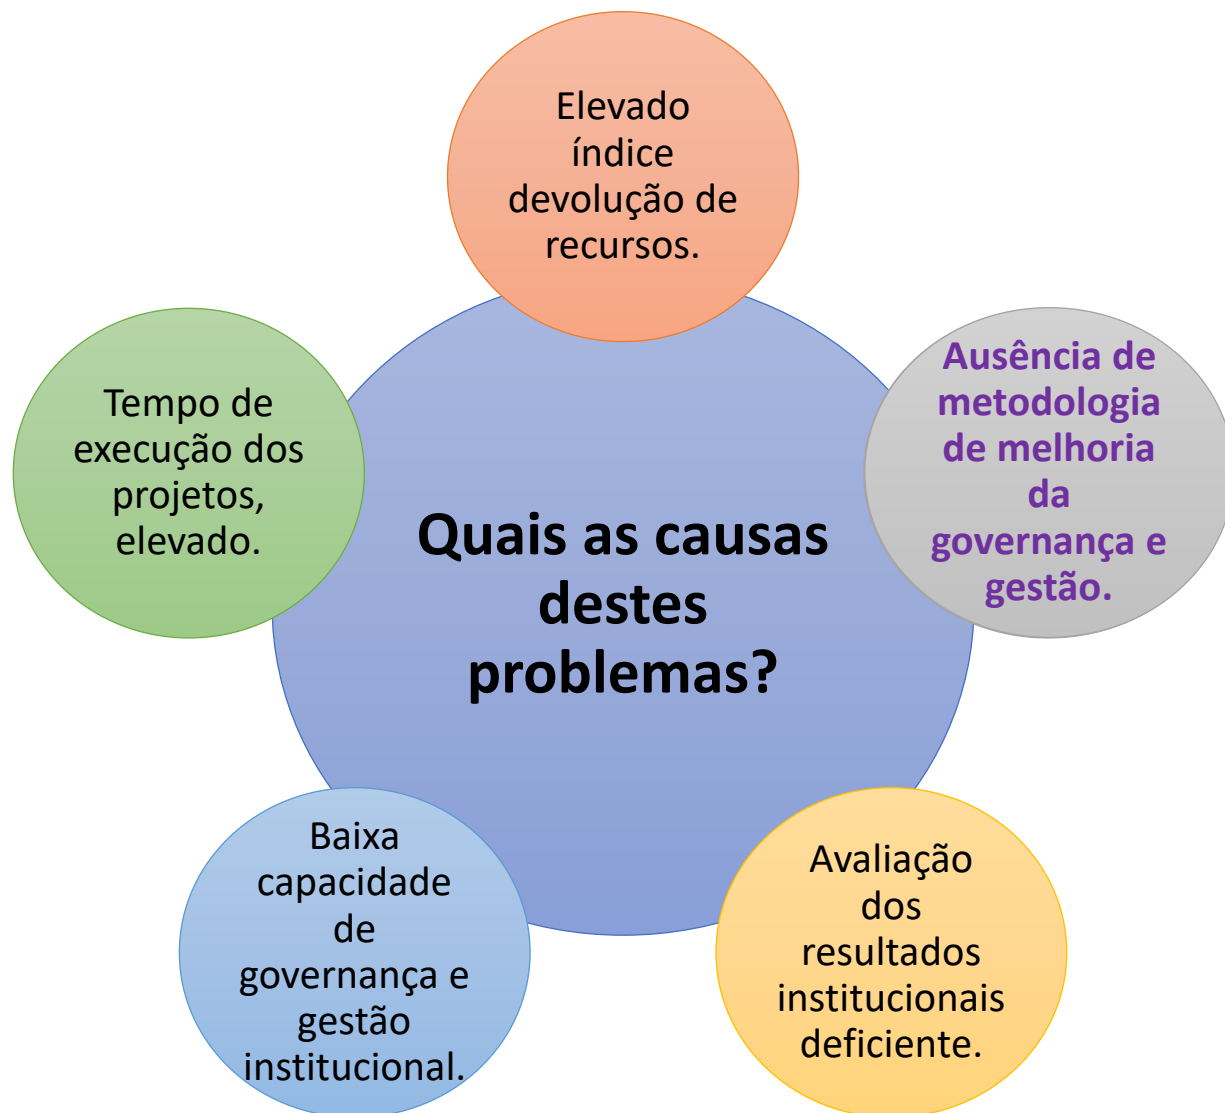 Elevado
índice
devolução de
recursos.
Ausência de
metodologia
de melhoria
da
governança e
gestão.
Tempo de
execução dos
projetos,
elevado.
Quais as causas
destes
problemas?
Baixa
capacidade
de
governança e
gestão
institucional.
Avaliação
dos
resultados
institucionais
deficiente.